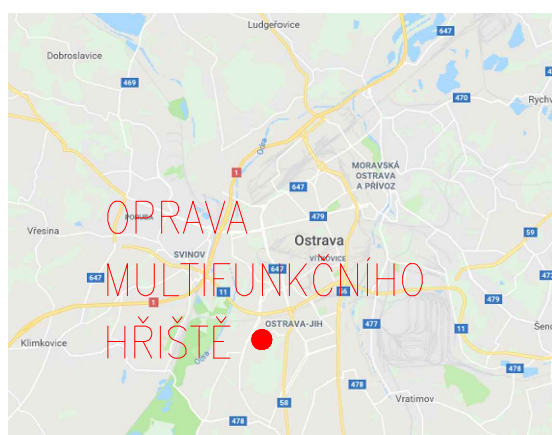 Ludgeřovice
647
Dobroslavice
469
470
Rychv
Odra
1
MORAVSKÁ
OSTRAVA
A PŘÍVOZ
647
OPRAVA
PORUBA
479
Vřesina
59
Ostrava
SVINOV
VÍTKOVICE
647
647
MULTIFUNKČNÍHO
11
56
479
1
OSTRAVA-JIH
477
11
Šeno
HŘIŠTĚ
Klimkovice
Odra
478
478
Vratimov
58
478